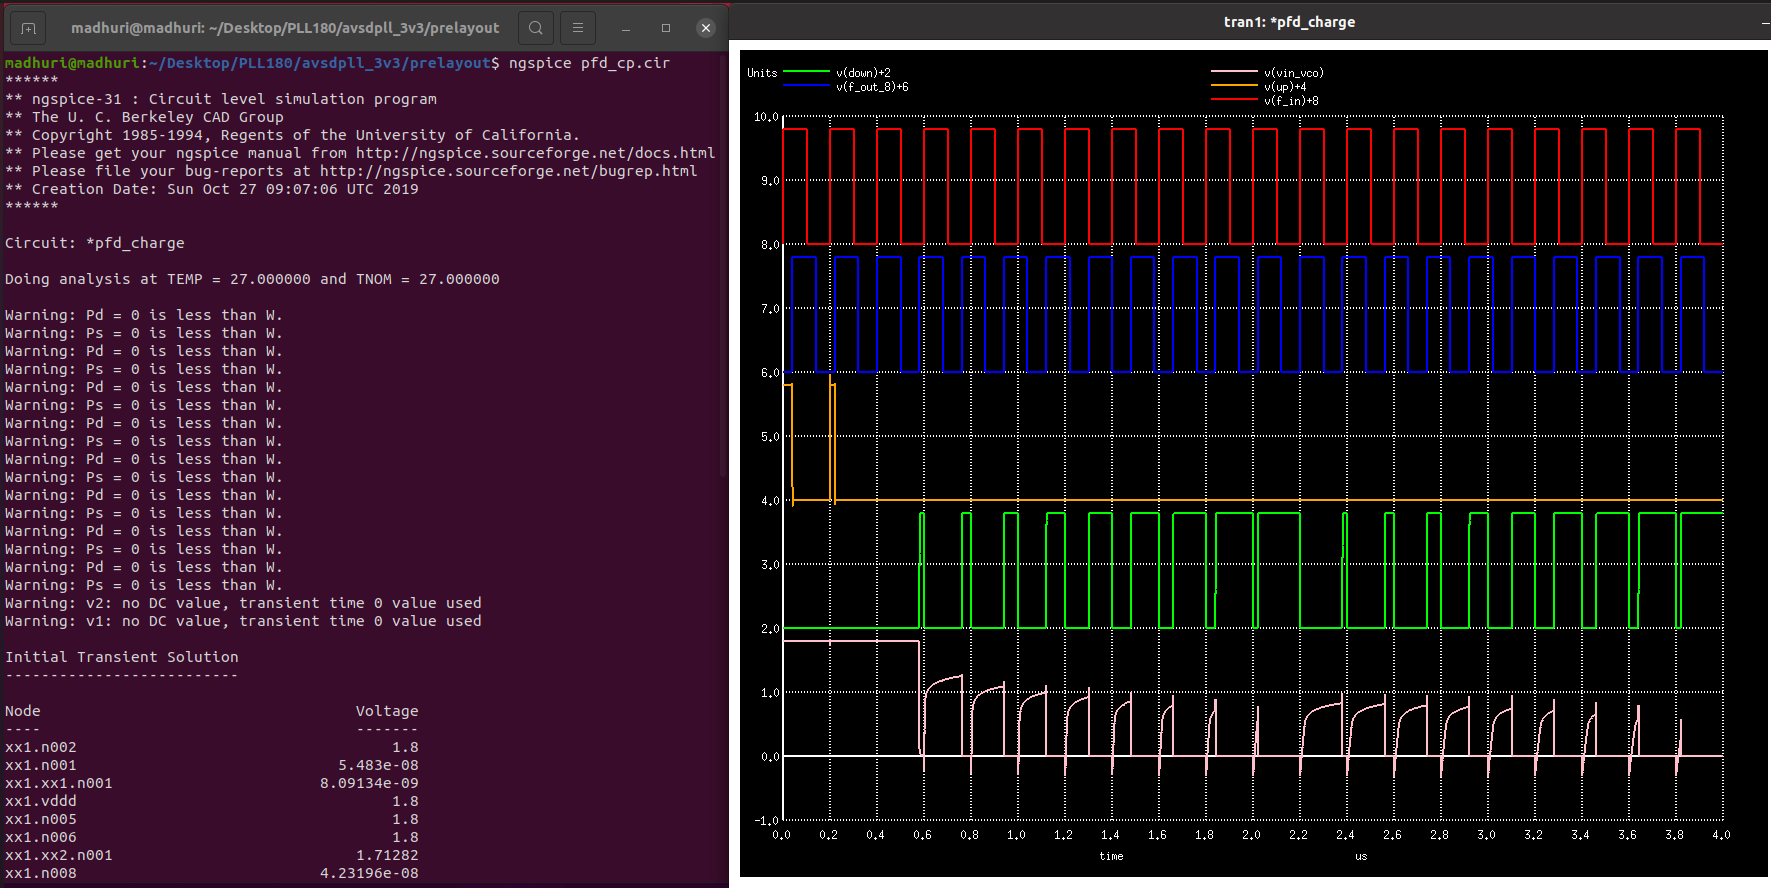 madhuri@madhuri: ~/Desktop/PLL180/avsdpll_3v3/prelayout
madhuri@madhuri:~/Desktop/PLL180/avsdpll_3v3/prelayout$ ngspice pfd_cp.cir
******
** ngspice-31 : Circuit level simulation program
** The U. C. Berkeley CAD Group
** Copyright 1985-1994, Regents of the University of California.
** Please get your ngspice manual from http://ngspice.sourceforge.net/docs.html
** Please file your bug-reports at http://ngspice.sourceforge.net/bugrep.html
** Creation Date: Sun Oct 27 09:07:06 UTC 2019
******
Circuit: *pfd_charge
Doing analysis at TEMP = 27.000000 and TNOM = 27.000000
Warning: Pd = 0 is less than W.
Warning: Ps = 0 is less than W.
Warning: Pd = 0 is less than W.
Warning: Ps = 0 is less than W.
Warning: Pd = 0 is less than W.
Warning: Ps = 0 is less than W.
Warning: Pd = 0 is less than W.
Warning: Ps = 0 is less than W.
Warning: Pd = 0 is less than W.
Warning: Ps = 0 is less than W.
Warning: Pd = 0 is less than W.
Warning: Ps = 0 is less than W.
Warning: Pd = 0 is less than W.
Warning: Ps = 0 is less than W.
Warning: Pd = 0 is less than W.
Warning: Ps = 0 is less than W.
Warning: v2: no DC value, transient time 0 value used
Warning: v1: no DC value, transient time 0 value used
Initial Transient Solution
--------------------------
Node Voltage
---- -------
xx1.n002 1.8
xx1.n001 5.483e-08
xx1.xx1.n001 8.09134e-09
xx1.vddd 1.8
xx1.n005 1.8
xx1.n006 1.8
xx1.xx2.n001 1.71282
xx1.n008 4.23196e-08
tran1: *pfd_charge
Units v(down)+2 v(vin_vco)
v(f_out_8)+6 v(up)+4
v(f_in)+8
10.0
9.0
8.0
7.0
6.0
5.0
4.0
3.0
2.0
1.0
0.0
-1.0
0.0 0.2 0.4 0.6 0.8 1.0 1.2 1.4 1.6 1.8 2.0 2.2 2.4 2.6 2.8 3.0 3.2 3.4 3.6 3.8 4.0
time us